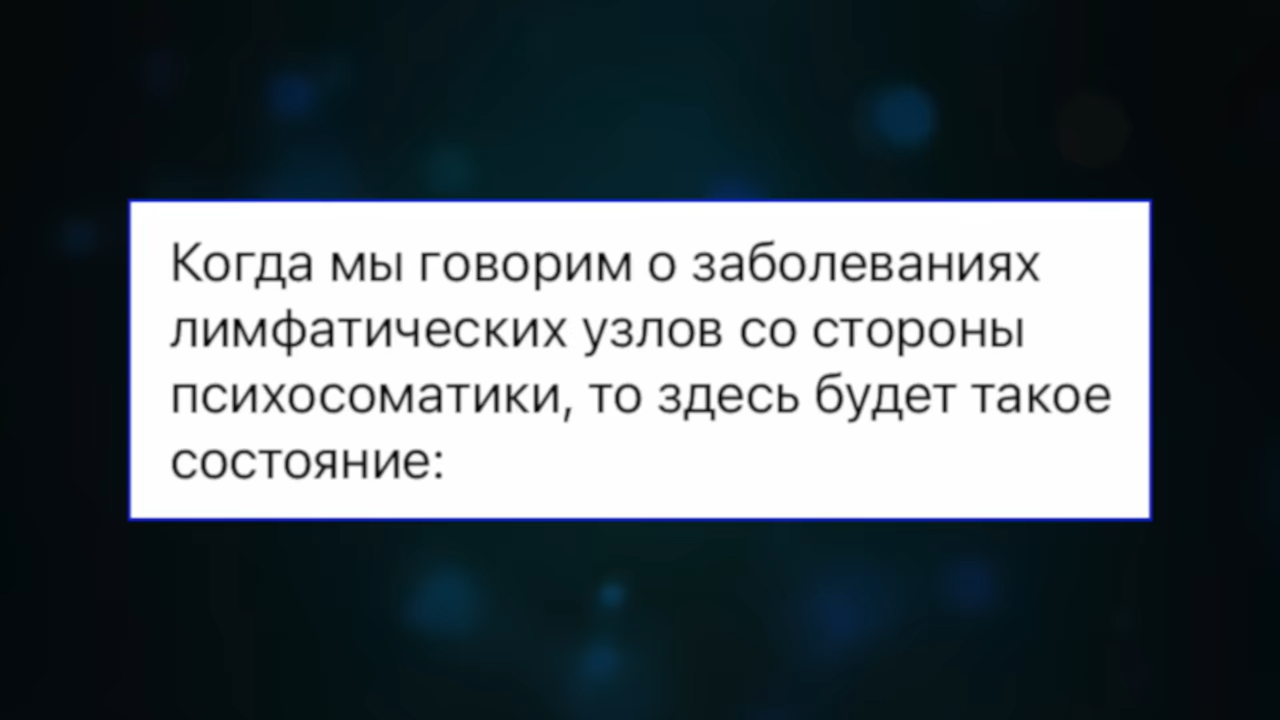 Когда мы говорим о заболеваниях
лимфатических узлов со стороны
психосоматики, то здесь будет такое
состояние: